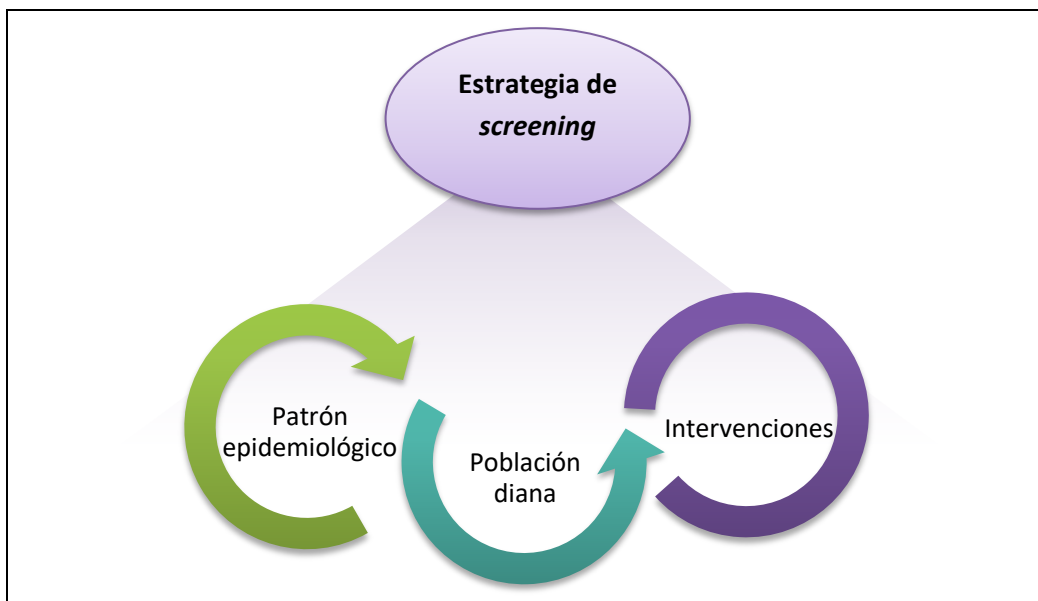 Estrategia de
screening
Patrón
epidemiológico
Población
diana
Intervenciones